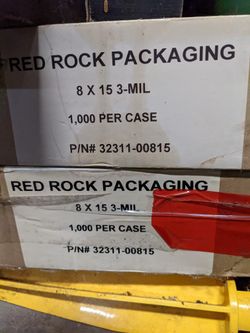 RED ROCK PACKAGING
8 X 15 3-MIL
1,000 PER CASE
P/N# 32311-00815
RED ROCK PACKAGING
8 X 15 3-MIL
1,000 PER CASE
P/N# 32311-00815